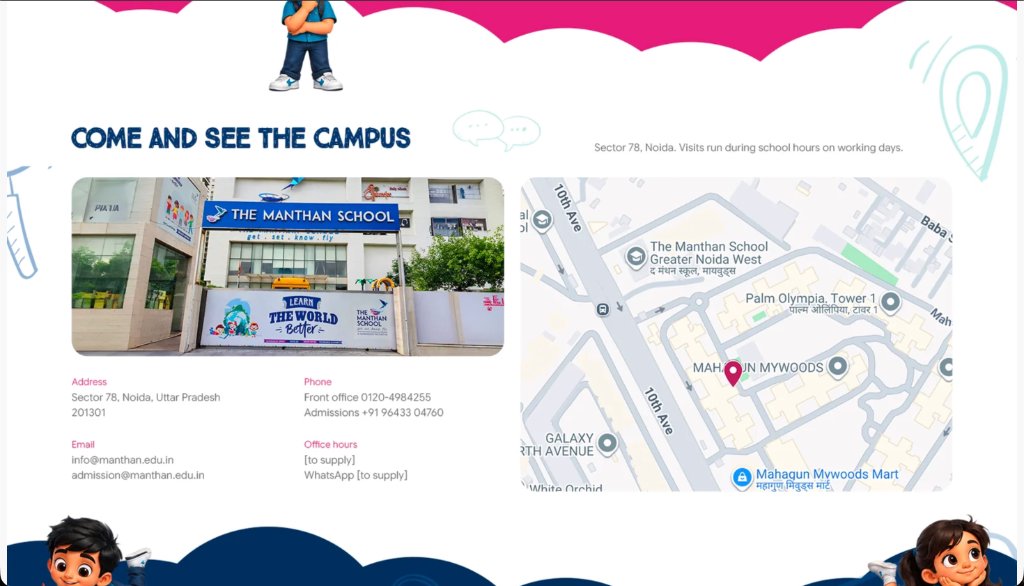 COME AND SEE THE CAMPUS
Sector 78, Noida. Visits run during school hours on working days.
THE MANTHAN SCHOOL
get . set . know . fly
LEARN
THE WORLD
Better
THE
MANTHAN
SCHOOL
Address
Sector 78, Noida, Uttar Pradesh
201301
Phone
Front office 0120-4984255
Admissions +91 96433 04760
Email
info@manthan.edu.in
admission@manthan.edu.in
Office hours
[to supply]
WhatsApp [to supply]
10th Ave
The Manthan School
Greater Noida West
द मंथन स्कूल, मायवुड्स
Baba
Palm Olympia, Tower 1
पाल्म ओलिंपिया, टावर 1
Mah
MAHAGUN MYWOODS
10th Ave
GALAXY
RTH AVENUE
White Orchid
Mahagun Mywoods Mart
महागुण मिवुड्स मार्ट